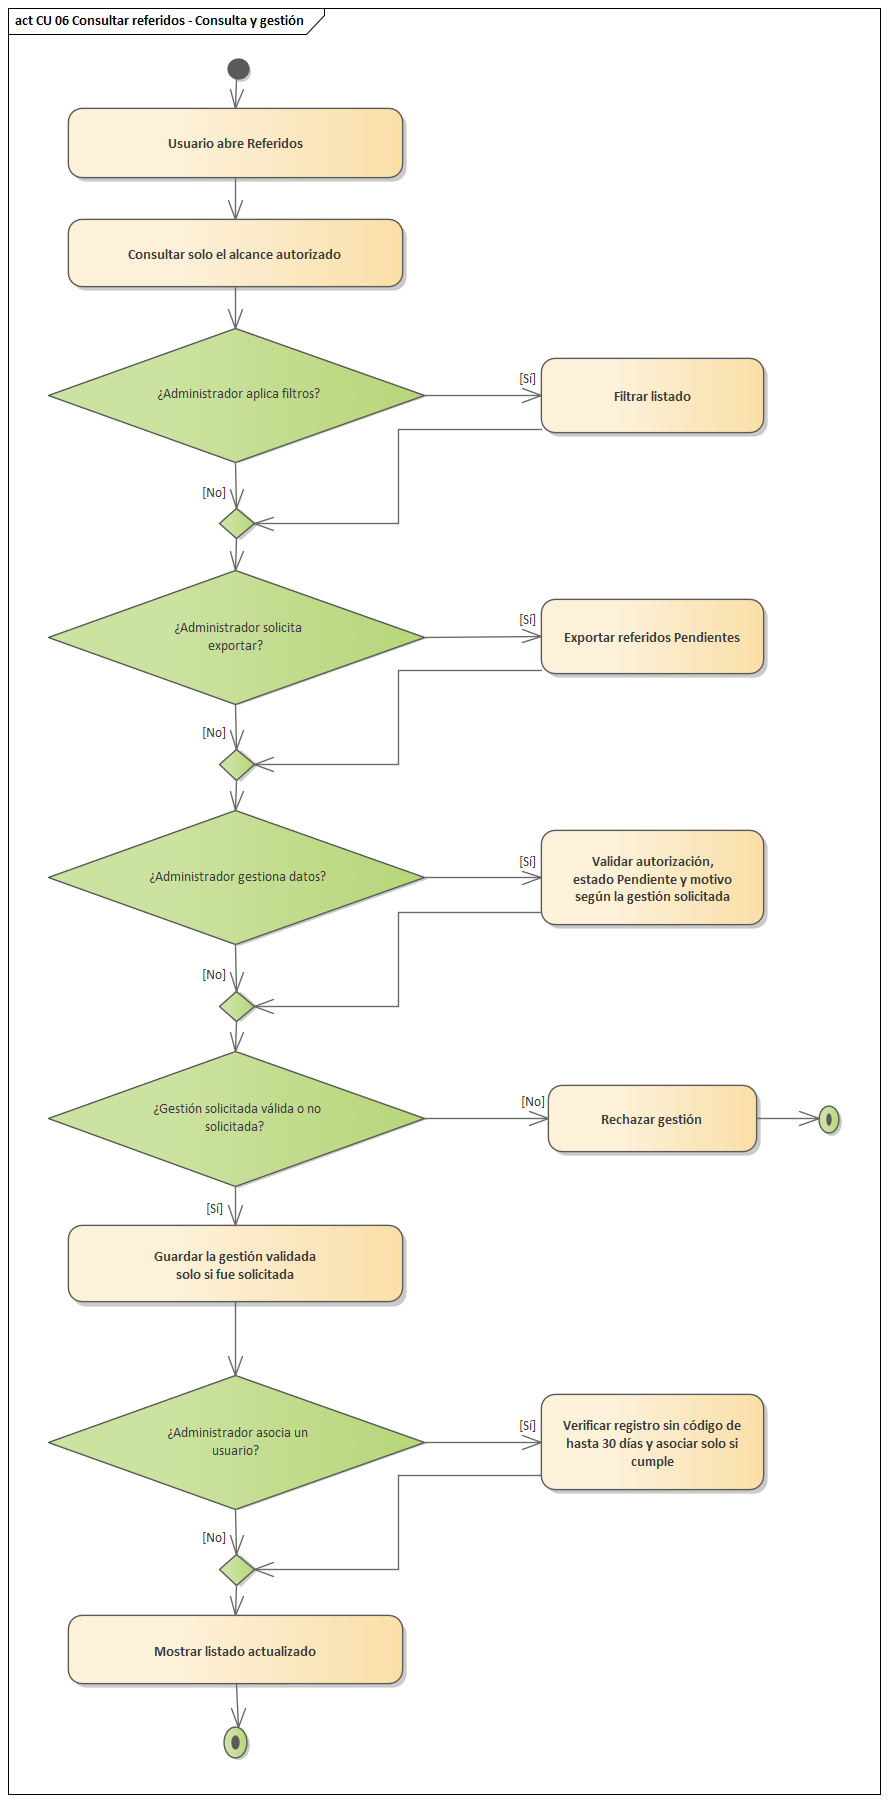 act CU 06 Consultar referidos - Consulta y gestión
Usuario abre Referidos
Consultar solo el alcance autorizado
¿Administrador aplica filtros?
[Sí]
Filtrar listado
[No]
¿Administrador solicita
exportar?
[Sí]
Exportar referidos Pendientes
[No]
¿Administrador gestiona datos?
[Sí]
Validar autorización,
estado Pendiente y motivo
según la gestión solicitada
[No]
¿Gestión solicitada válida o no
solicitada?
[No]
Rechazar gestión
[Sí]
Guardar la gestión validada
solo si fue solicitada
¿Administrador asocia un
usuario?
[Sí]
Verificar registro sin código de
hasta 30 días y asociar solo si
cumple
[No]
Mostrar listado actualizado